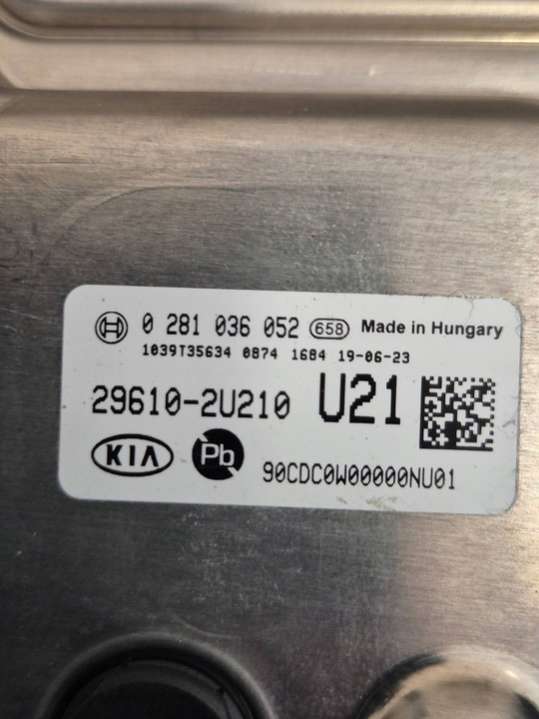 0 281 036 052 658 Made in Hungary
1039T35634 0874 1684 19-06-23
29610-2U210 U21
KIA Pb 90CDC0W00000NU01